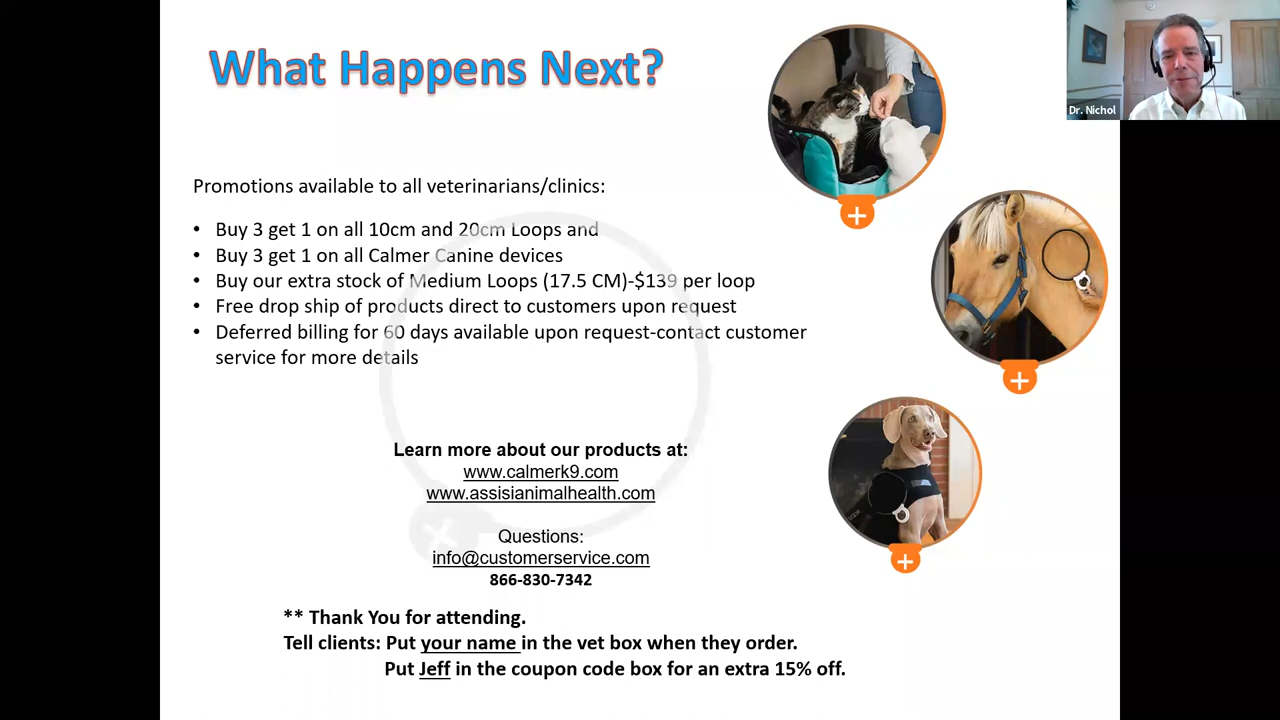 What Happens Next?
Dr. Nichol
Promotions available to all veterinarians/clinics:
• Buy 3 get 1 on all 10cm and 20cm Loops and
• Buy 3 get 1 on all Calmer Canine devices
• Buy our extra stock of Medium Loops (17.5 CM)-$139 per loop
• Free drop ship of products direct to customers upon request
• Deferred billing for 60 days available upon request-contact customer
service for more details
Learn more about our products at:
www.calmerk9.com
www.assisianimalhealth.com
Questions:
info@customerservice.com
866-830-7342
** Thank You for attending.
Tell clients: Put your name in the vet box when they order.
Put Jeff in the coupon code box for an extra 15% off.